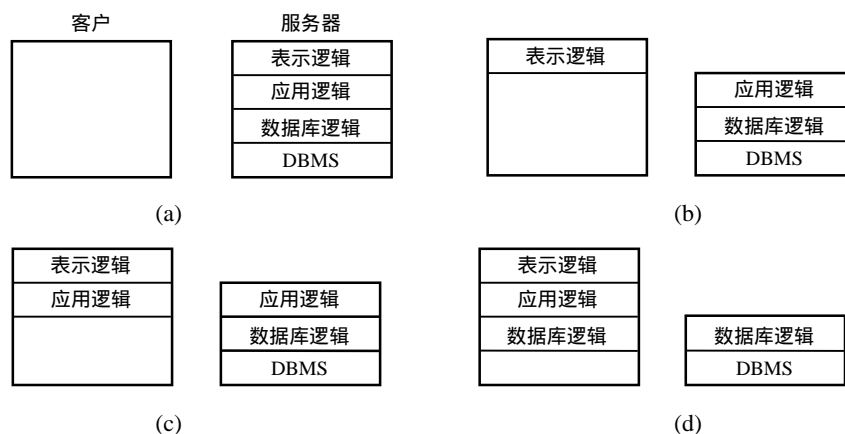 客户
服务器
表示逻辑
应用逻辑
数据库逻辑
DBMS
(a)
表示逻辑
应用逻辑
数据库逻辑
DBMS
(b)
表示逻辑
应用逻辑
应用逻辑
数据库逻辑
DBMS
(c)
表示逻辑
应用逻辑
数据库逻辑
数据库逻辑
DBMS
(d)